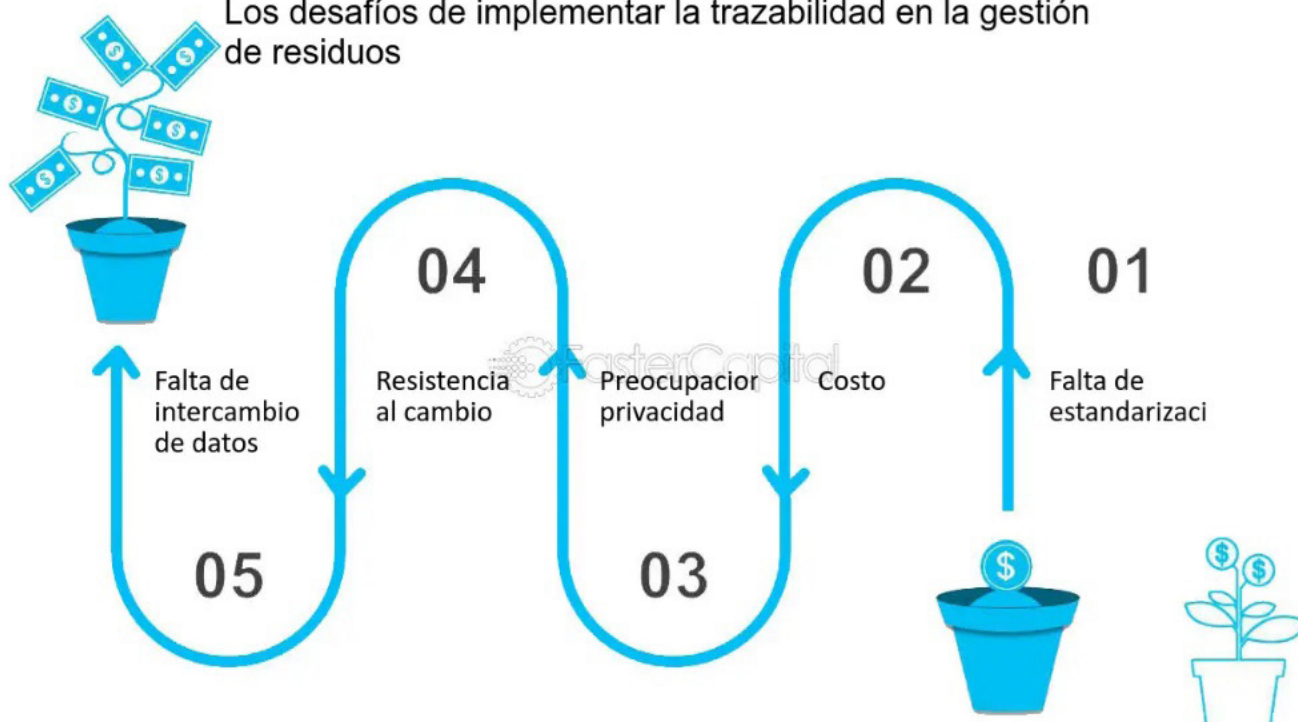 Los desafíos de implementar la trazabilidad en la gestión
de residuos
04
02
01
FasterCapital
Falta de
intercambio
de datos
Resistencia
al cambio
Preocupacior
privacidad
Costo
Falta de
estandarizaci
05
03
$
$
$
$
$
$
$
$
$